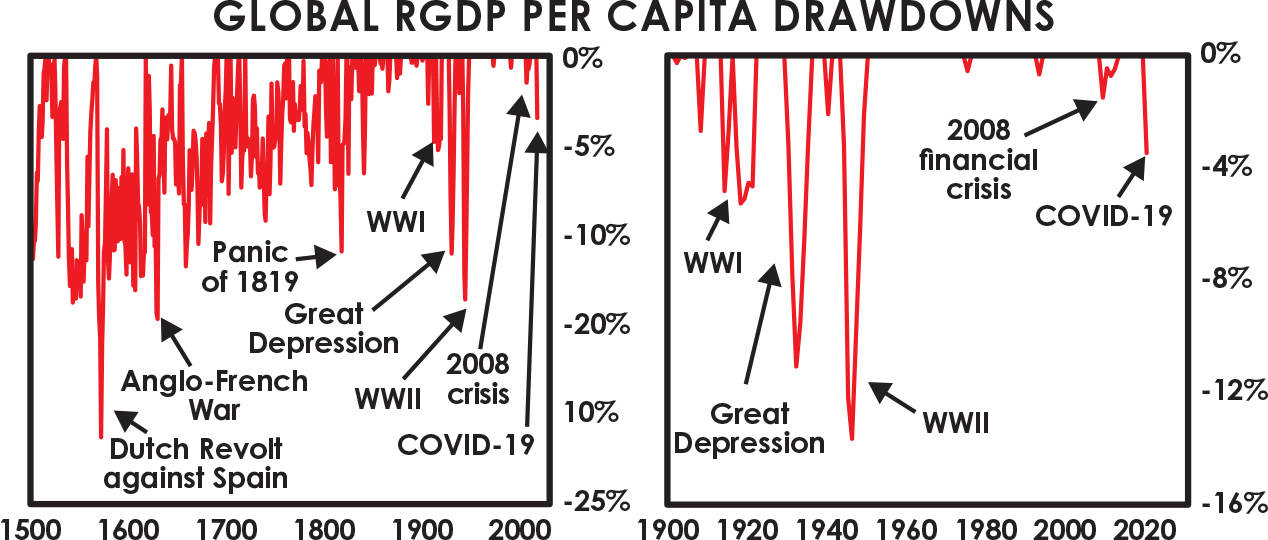 GLOBAL RGDP PER CAPITA DRAWDOWNS
0%
-5%
-10%
-20%
10%
-25%
WWI
Panic
of 1819
Great
Depression
Anglo-French
War
WWII
2008
crisis
Dutch Revolt
against Spain
COVID-19
1500 1600 1700 1800 1900 2000
0%
-4%
-8%
-12%
-16%
2008
financial
crisis
COVID-19
WWI
Great
Depression
WWII
1900 1920 1940 1960 1980 2000 2020